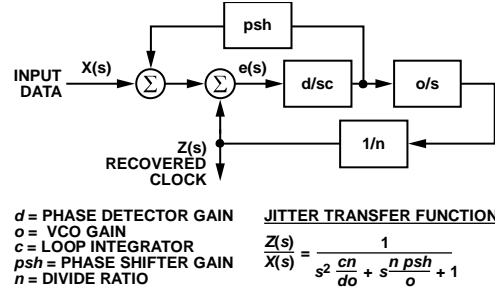 psh
X(s)
INPUT
DATA
Σ
Σ
e(s)
d/sc
o/s
1/n
Z(s)
RECOVERED
CLOCK
d = PHASE DETECTOR GAIN
o = VCO GAIN
c = LOOP INTEGRATOR
psh = PHASE SHIFTER GAIN
n = DIVIDE RATIO
JITTER TRANSFER FUNCTION
Z(s)/X(s) = 1/(s² cn/do + s n psh/o + 1)